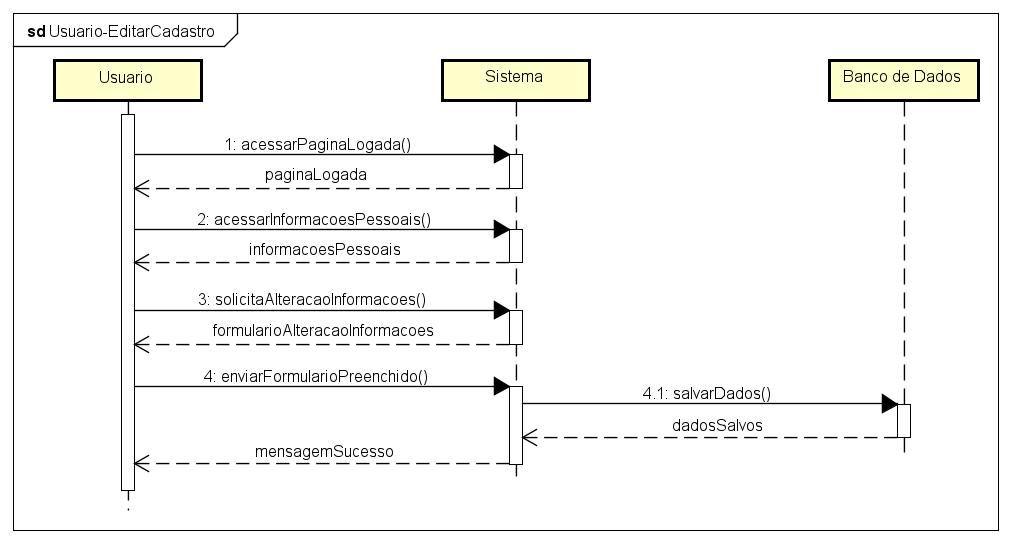 sd Usuario-EditarCadastro
Usuario
Sistema
Banco de Dados
1: acessarPaginaLogada()
paginaLogada
2: acessarInformacoesPessoais()
informacoesPessoais
3: solicitaAlteracaoInformacoes()
formularioAlteracaoInformacoes
4: enviarFormularioPreenchido()
4.1: salvarDados()
dadosSalvos
mensagemSucesso